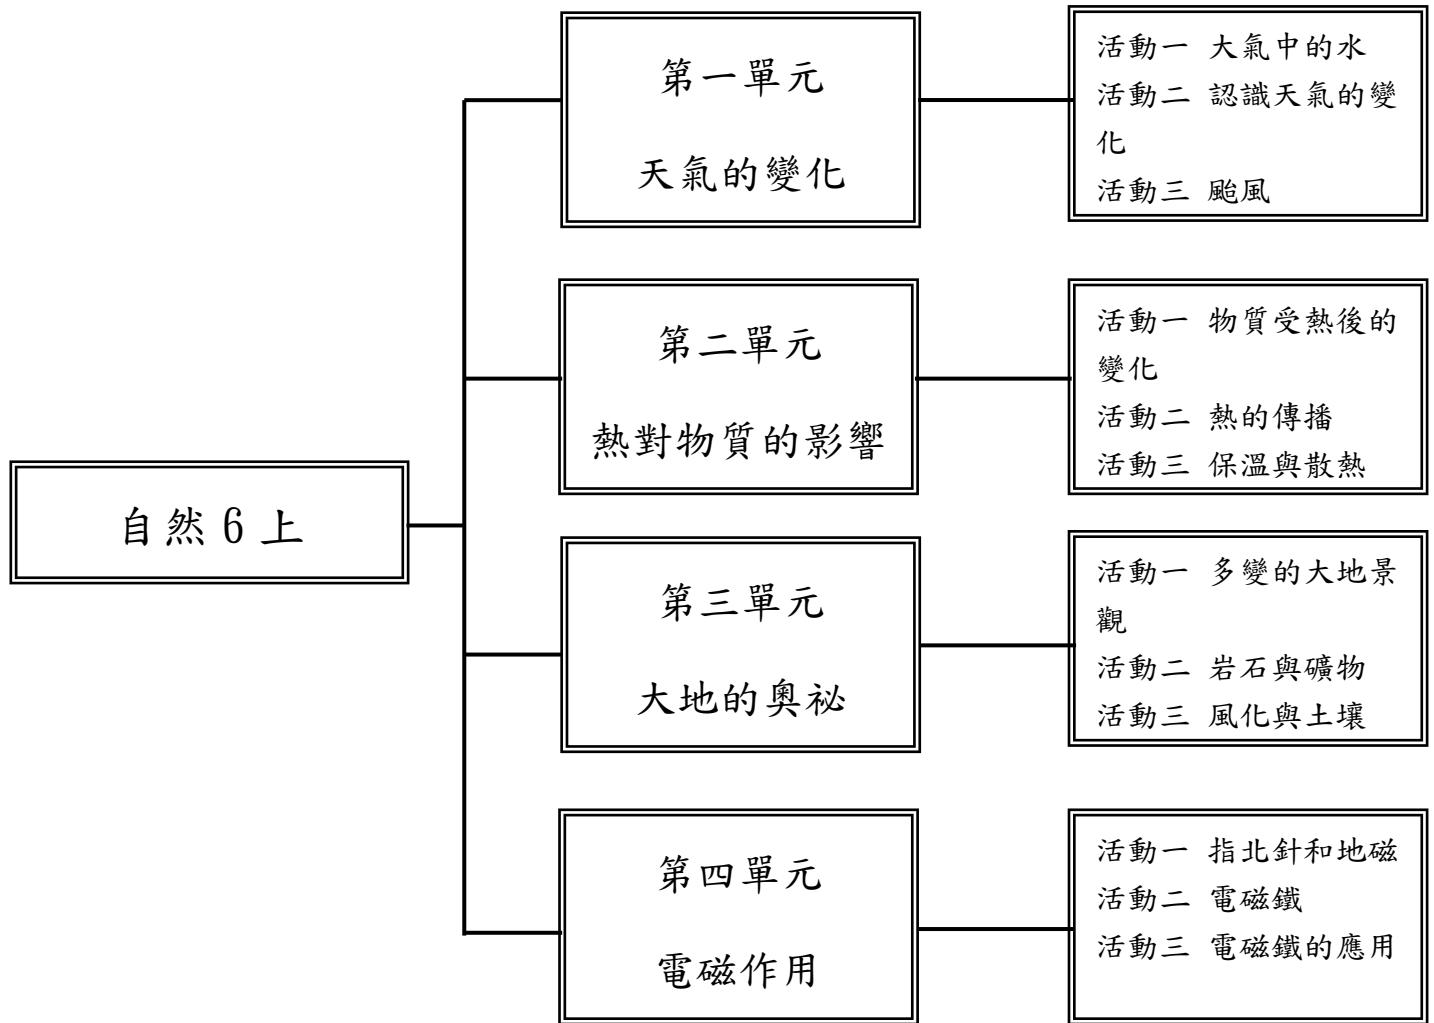 自然 6 上
第一單元
天氣的變化
活動一 大氣中的水
活動二 認識天氣的變
化
活動三 颱風
第二單元
熱對物質的影響
活動一 物質受熱後的
變化
活動二 熱的傳播
活動三 保溫與散熱
第三單元
大地的奧祕
活動一 多變的大地景
觀
活動二 岩石與礦物
活動三 風化與土壤
第四單元
電磁作用
活動一 指北針和地磁
活動二 電磁鐵
活動三 電磁鐵的應用